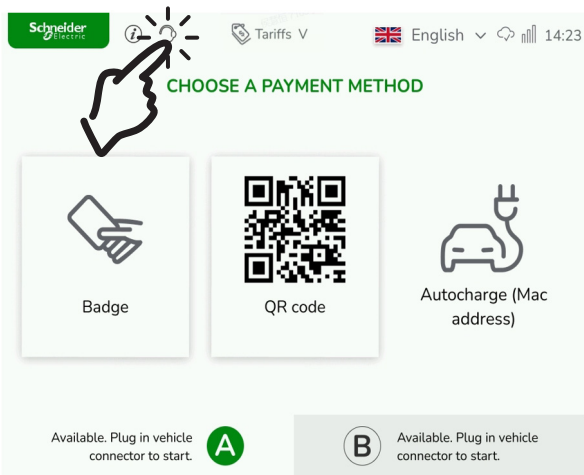 Schneider
Electric
i
Tariffs V
English
14:23
CHOOSE A PAYMENT METHOD
Badge
QR code
Autocharge (Mac
address)
Available. Plug in vehicle
connector to start.
A
B
Available. Plug in vehicle
connector to start.